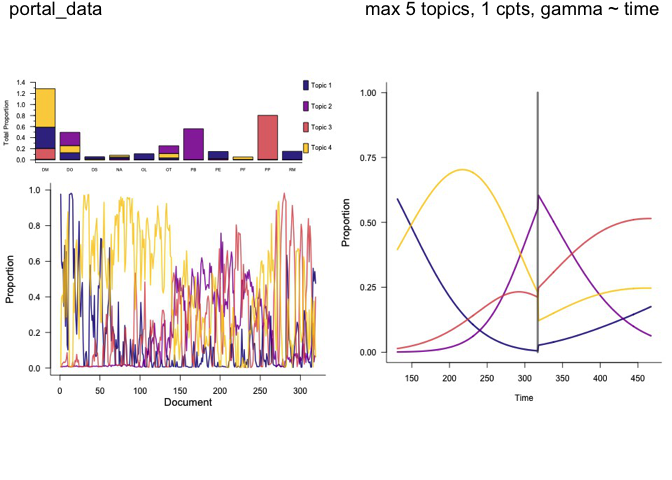 portal_data
max 5 topics, 1 cpts, gamma ~ time
Total Proportion
1.4
1.2
1.0
0.8
0.6
0.4
0.2
0.0
DM DO DS NA OL OT PB PE PF PP RM
Topic 1
Topic 2
Topic 3
Topic 4
Proportion
1.0
0.8
0.6
0.4
0.2
0.0
0 50 100 150 200 250 300
Document
Proportion
1.00
0.75
0.50
0.25
0.00
150 200 250 300 350 400 450
Time